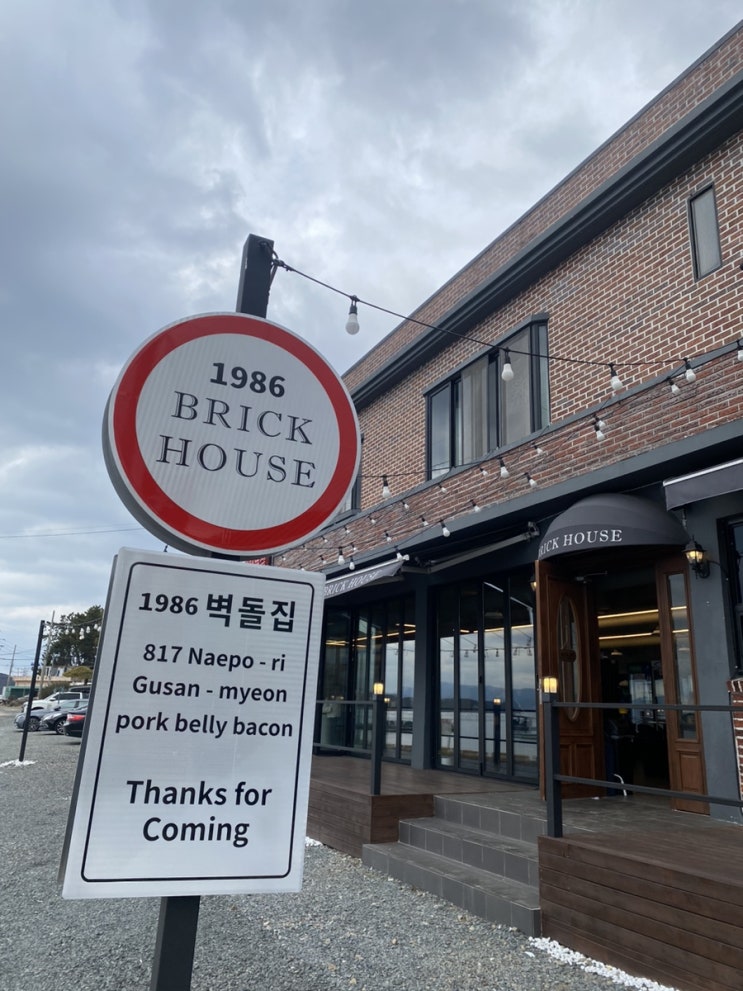 1986
BRICK
HOUSE
1986 벽돌집
817 Naepo - ri
Gusan - myeon
pork belly bacon
Thanks for
Coming
BRICK HOUSE
BRICK HOUSE